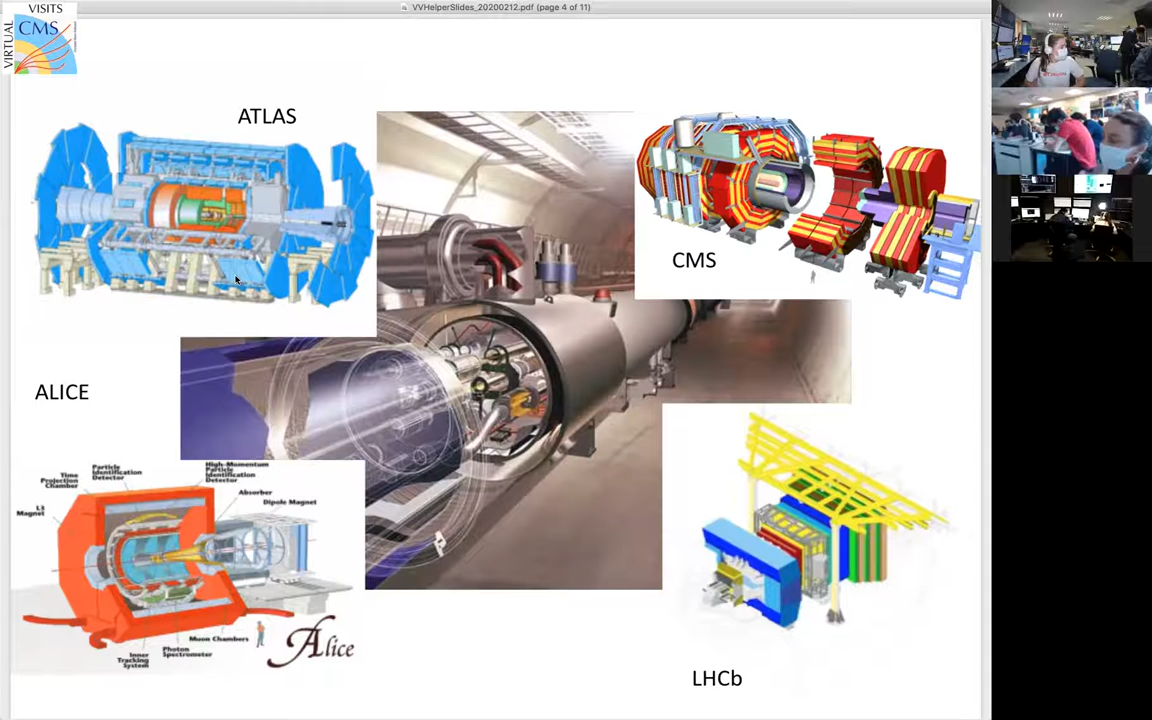 VVHelperSlides_20200212.pdf (page 4 of 11)
VIRTUAL
VISITS
CMS
ATLAS
CMS
ALICE
Time
Projection
Chamber
Particle
Identification
Detector
High-Momentum
Particle
Identification
Detector
L3
Magnet
Absorber
Dipole Magnet
Muon Chambers
Photon
Spectrometer
Inner
Tracking
System
Alice
LHCb